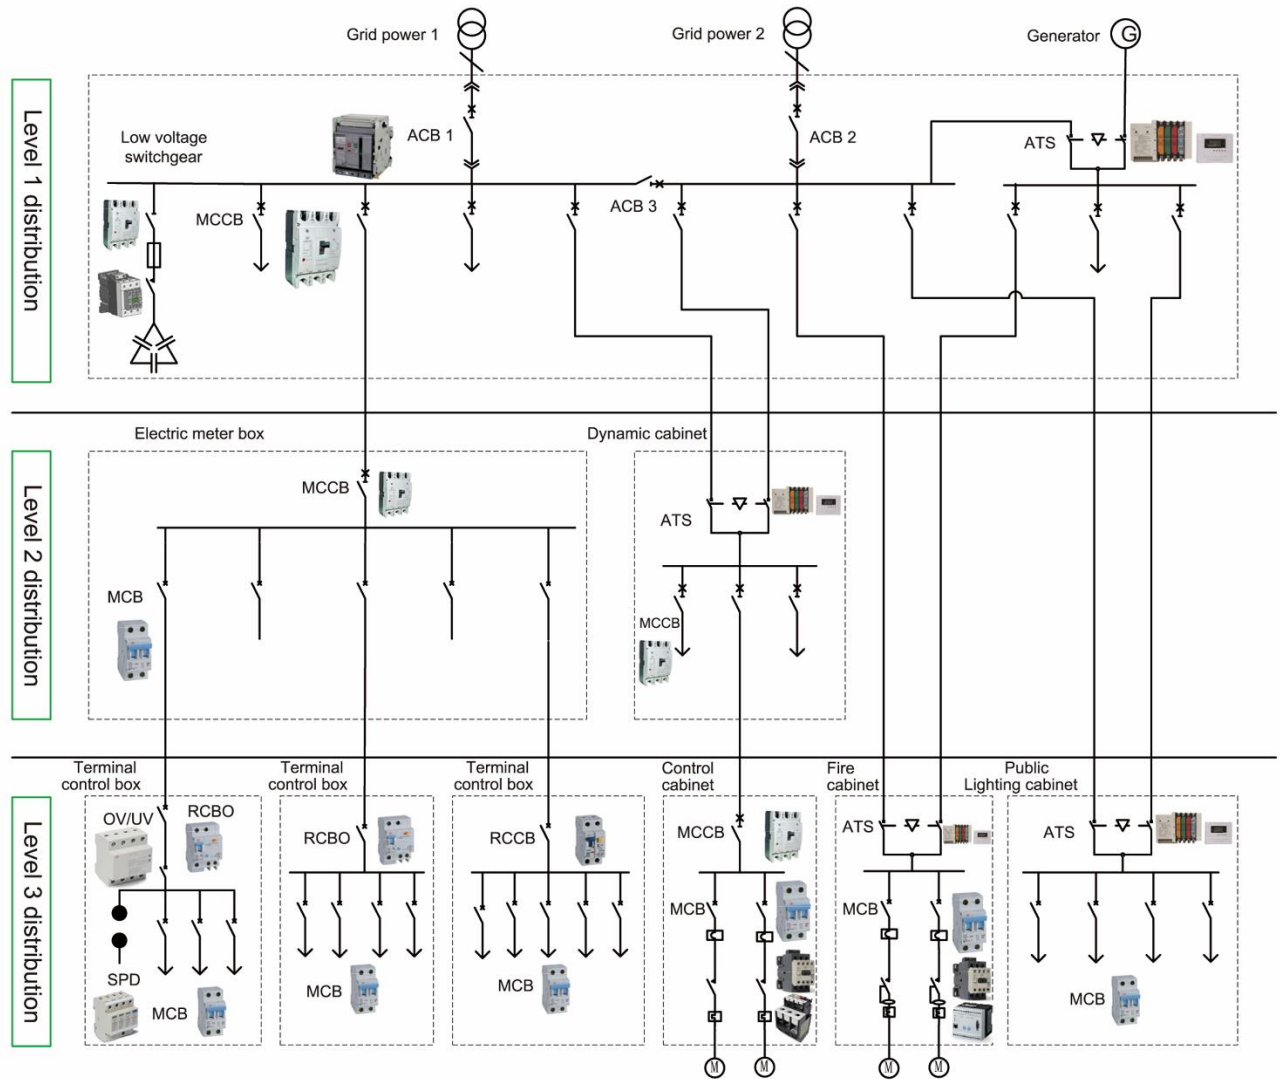 Grid power 1
Grid power 2
Generator
G
Level 1 distribution
Low voltage
switchgear
ACB 1
ACB 2
ATS
MCCB
ACB 3
Level 2 distribution
Electric meter box
Dynamic cabinet
MCCB
ATS
MCB
MCCB
Level 3 distribution
Terminal
control box
Terminal
control box
Terminal
control box
Control
cabinet
Fire
cabinet
Public
Lighting cabinet
OV/UV
RCBO
RCBO
RCCB
MCCB
ATS
ATS
MCB
MCB
SPD
MCB
MCB
MCB
MCB
M
M
M
M